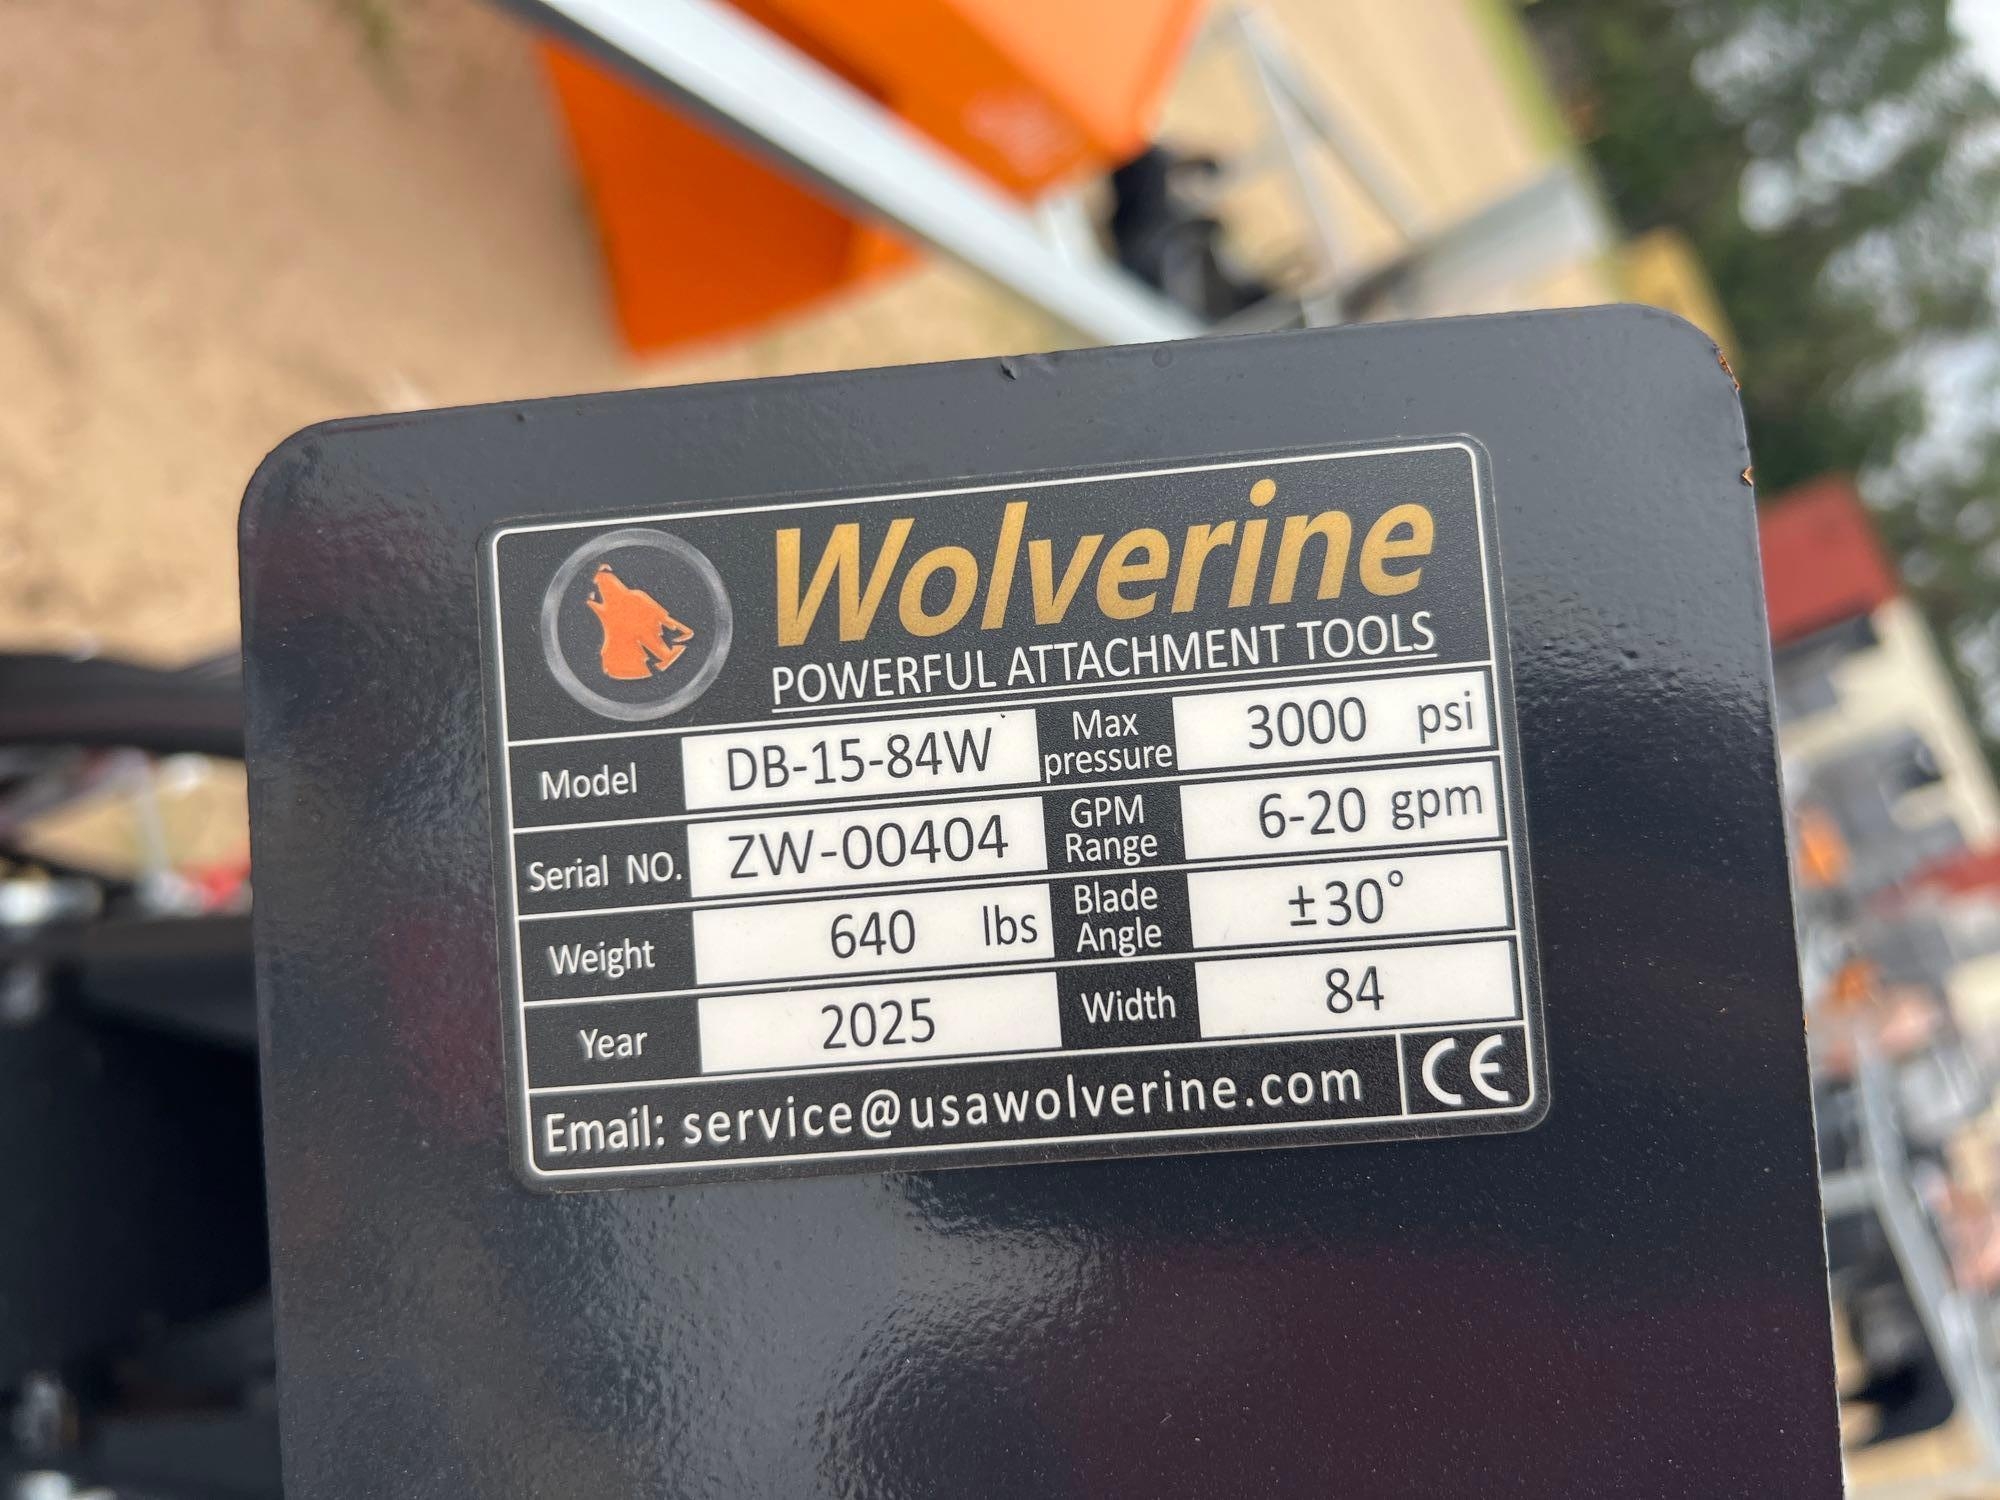 Wolverine
POWERFUL ATTACHMENT TOOLS
Model DB-15-84W Max pressure 3000 psi
Serial NO. ZW-00404 GPM Range 6-20 gpm
Weight 640 lbs Blade Angle ±30°
Year 2025 Width 84
Email: service@usawolverine.com CE